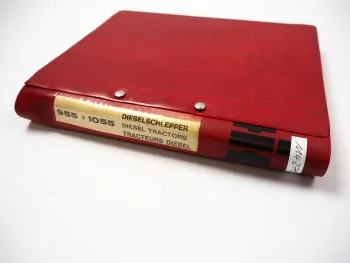 955 + 1055
DIESELSCHLEPPER
DIESEL TRACTORS
TRACTEURS DIESEL